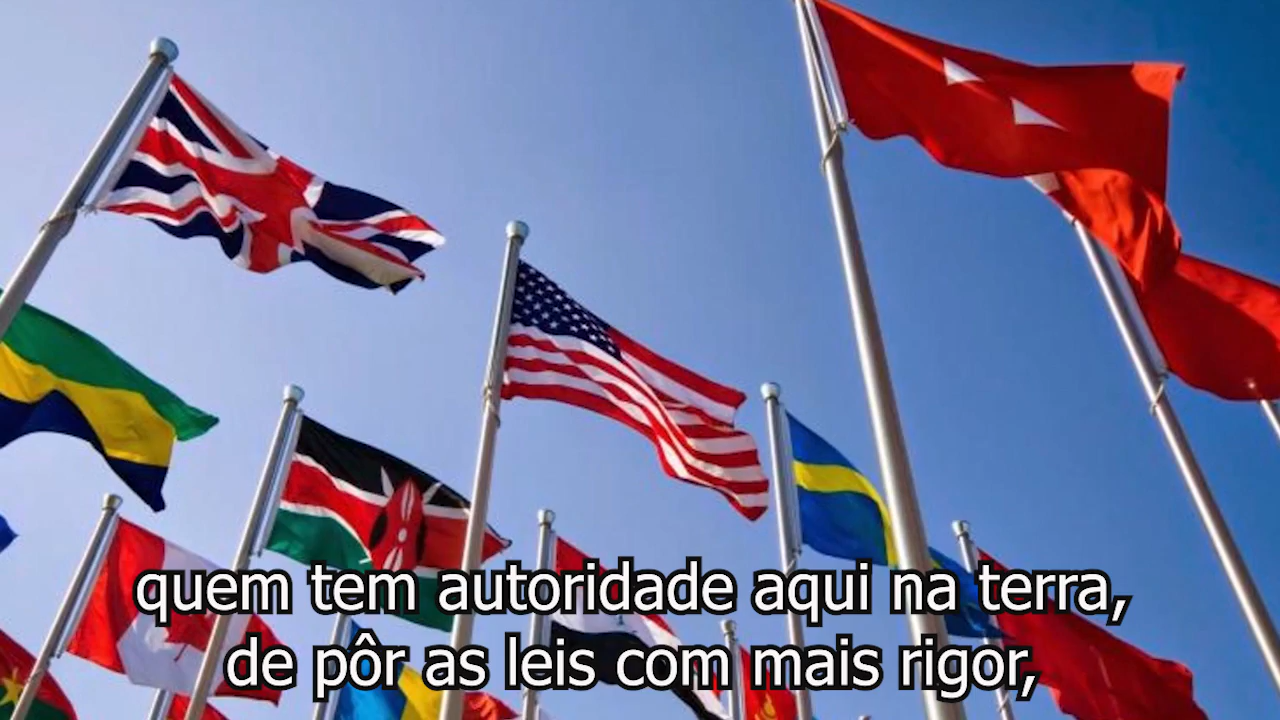 quem tem autoridade aqui na terra,
de pôr as leis com mais rigor,